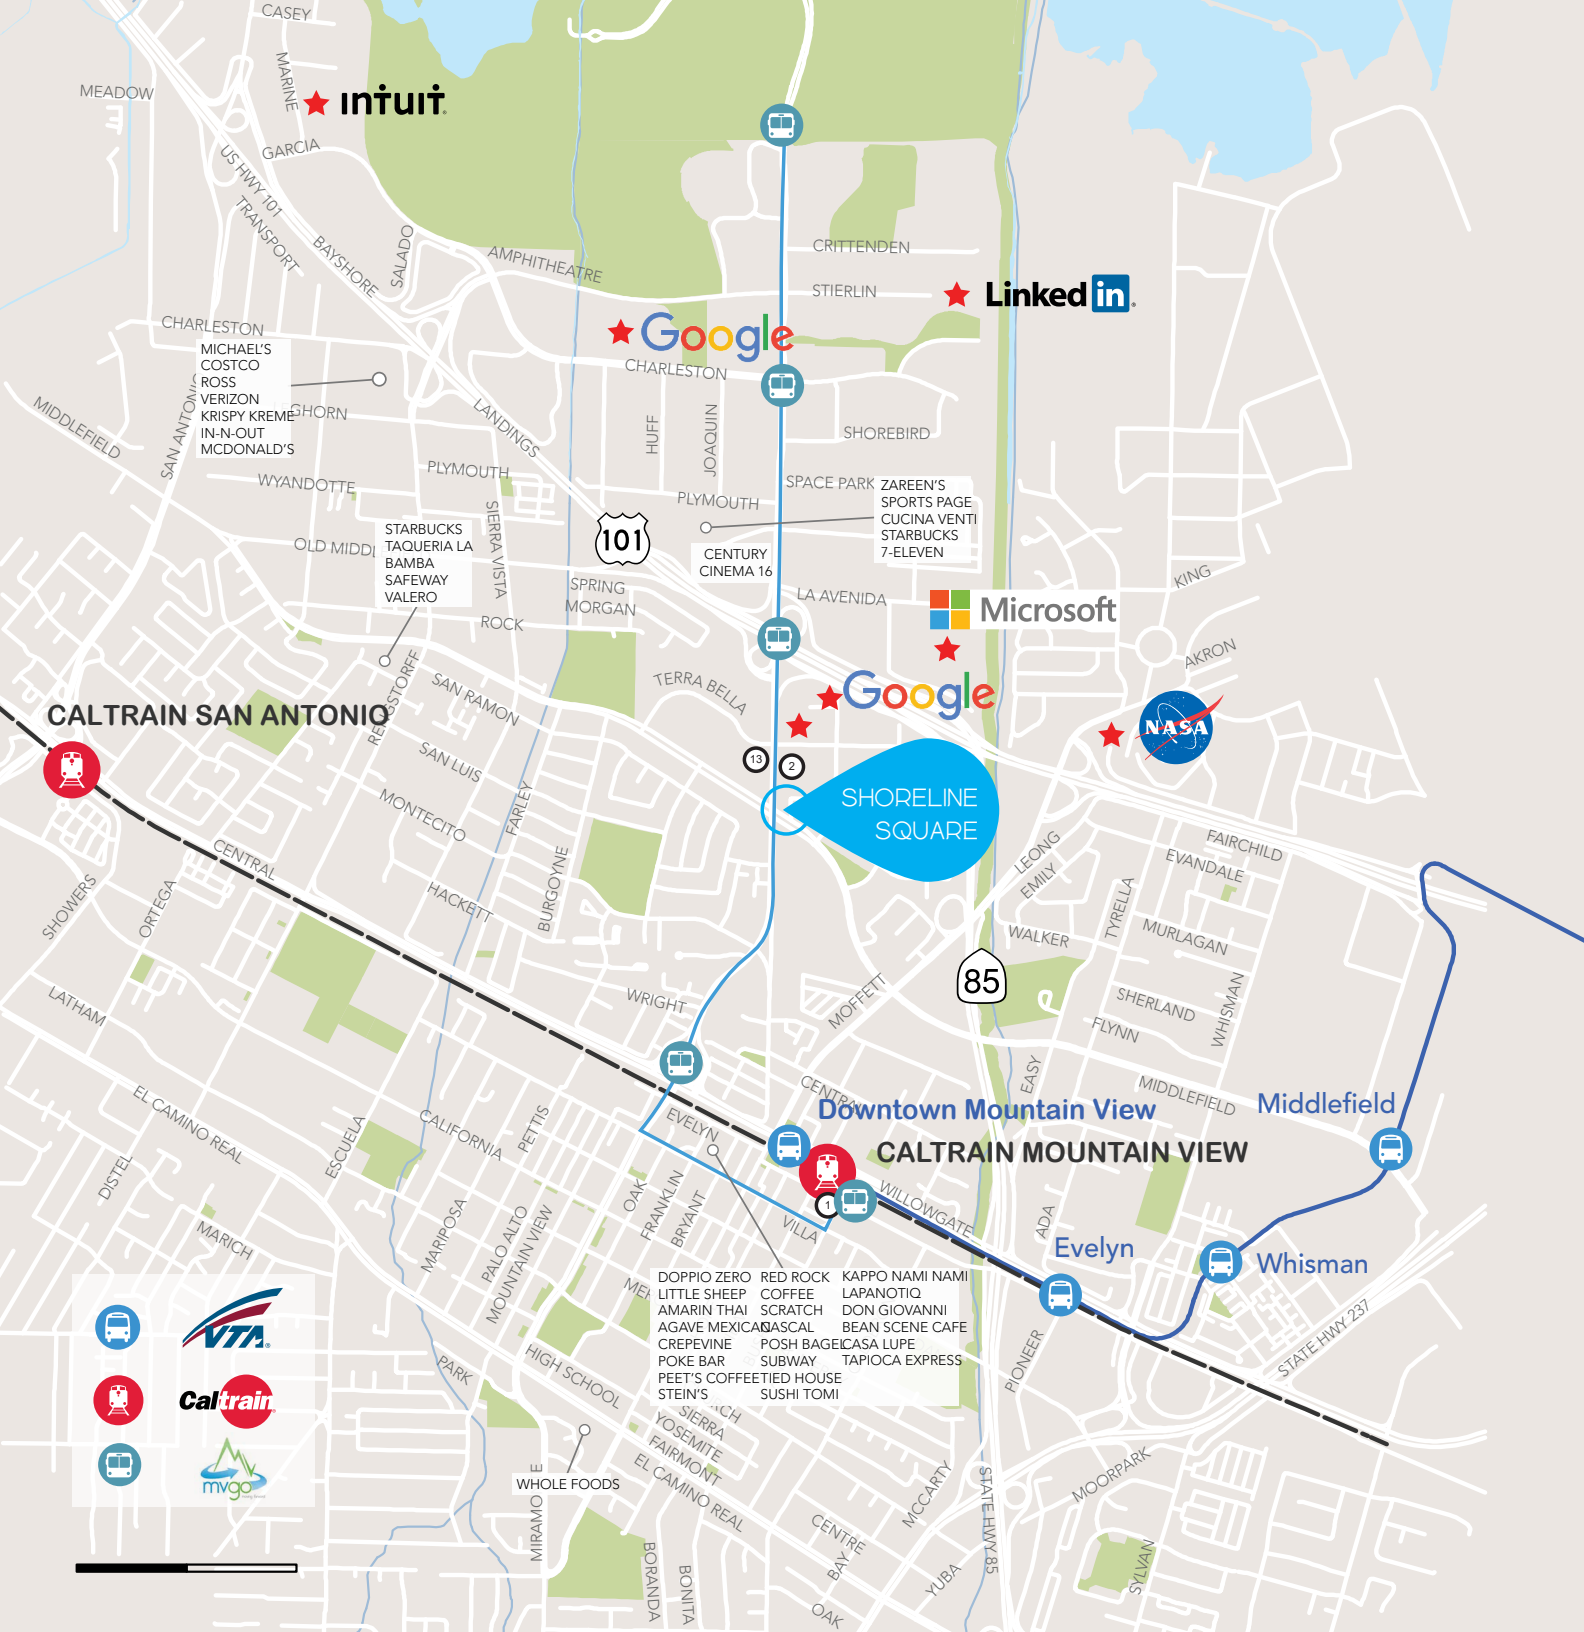 CASEY
MARINE
MEADOW
intuit
GARCIA
US HWY 101
TRANSPORT
BAYSHORE
SALADO
AMPHITHEATRE
CRITTENDEN
STIERLIN
LinkedIn
CHARLESTON
Google
CHARLESTON
MICHAEL'S
COSTCO
ROSS
VERIZON
KRISPY KREME
IN-N-OUT
MCDONALD'S
GHORN
SAN ANTONIO
MIDDLEFIELD
LANDINGS
HUFF
JOAQUIN
SHOREBIRD
WYANDOTTE
PLYMOUTH
PLYMOUTH
SPACE PARK
ZAREEN'S
SPORTS PAGE
CUCINA VENTI
STARBUCKS
7-ELEVEN
SIERRA VISTA
101
CENTURY
CINEMA 16
OLD MIDDL
STARBUCKS
TAQUERIA LA
BAMBA
SAFEWAY
VALERO
SPRING
MORGAN
ROCK
LA AVENIDA
KING
Microsoft
AKRON
TERRA BELLA
Google
NASA
RENGSTORFF
SAN RAMON
CALTRAIN SAN ANTONIO
SAN LUIS
13
2
SHORELINE
SQUARE
MONTECITO
FARLEY
CENTRAL
HACKETT
BURGOYNE
SHOWERS
ORTEGA
LEONG
EMILY
FAIRCHILD
EVANDALE
TYRELLA
WALKER
MURLAGAN
85
WRIGHT
MOFFETT
SHERLAND
FLYNN
WHISMAN
LATHAM
EASY
CENTRAL
MIDDLEFIELD
Middlefield
Downtown Mountain View
CALTRAIN MOUNTAIN VIEW
EL CAMINO REAL
CALIFORNIA
PETTIS
EVELYN
ESCUELA
DISTEL
MARICH
MARIPOSA
PALO ALTO
MOUNTAIN VIEW
OAK
FRANKLIN
BRYANT
1
VILLA
WILLOWGATE
ADA
Evelyn
Whisman
MER
DOPPIO ZERO
LITTLE SHEEP
AMARIN THAI
AGAVE MEXICAN
CREPEVINE
POKE BAR
PEET'S COFFEE
STEIN'S
RED ROCK
COFFEE
SCRATCH
CASCAL
POSH BAGEL
SUBWAY
TIED HOUSE
SUSHI TOMI
KAPPO NAMI NAMI
LAPANOTIQ
DON GIOVANNI
BEAN SCENE CAFE
CASA LUPE
TAPIOCA EXPRESS
VTA
Caltrain
mvgo
PARK
HIGH SCHOOL
CH
SIERRA
YOSEMITE
FAIRMONT
EL CAMINO REAL
PIONEER
STATE HWY 237
WHOLE FOODS
MIRAMO E
MCCARTY
STATE HWY 85
MOORPARK
CENTRE
BAY
YUBA
SYLVAN
BORANDA
BONITA
OAK